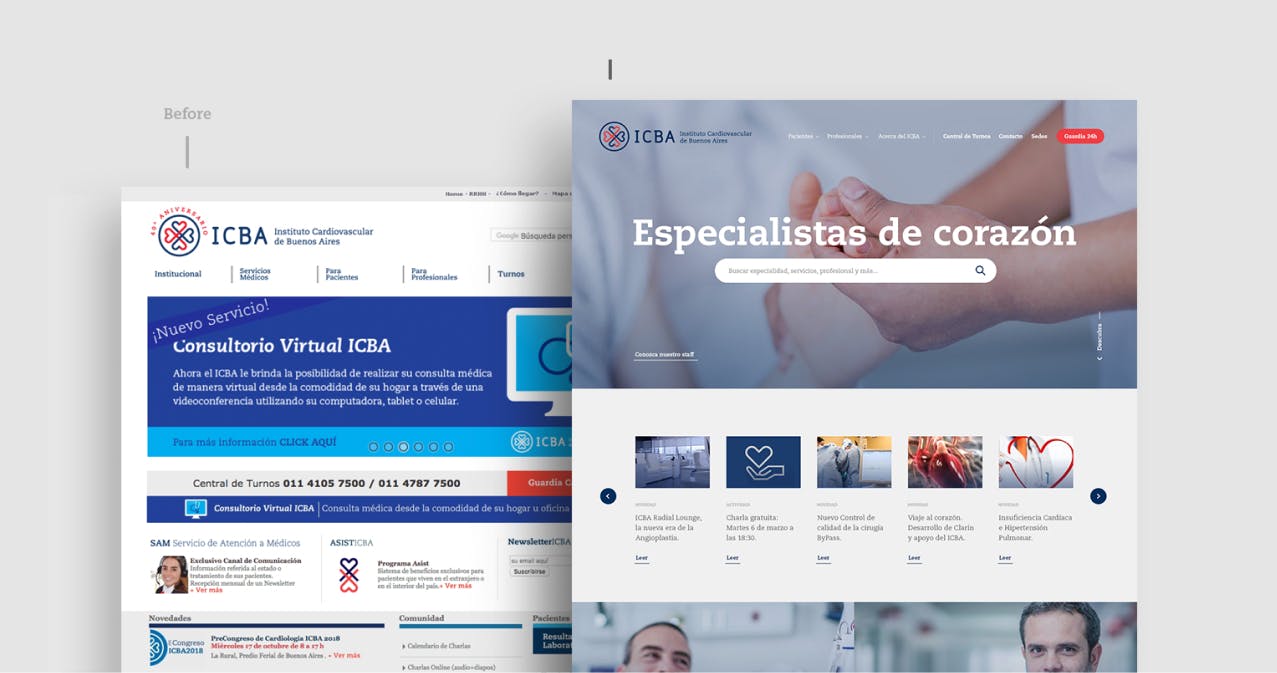 Before
Home - RRHH - ¿Cómo llegar? - Mapa
40º ANIVERSARIO
ICBA
Instituto Cardiovascular
de Buenos Aires
Google Búsqueda
Institucional
Servicios
Médicos
Para
Pacientes
Para
Profesionales
Turnos
¡Nuevo Servicio!
Consultorio Virtual ICBA
Ahora el ICBA le brinda la posibilidad de realizar su consulta médica
de manera virtual desde la comodidad de su hogar a través de una
videoconferencia utilizando su computadora, tablet o celular.
Para más información CLICK AQUÍ
ICBA
Central de Turnos 011 4105 7500 / 011 4787 7500
Guardia
Consultorio Virtual ICBA | Consulta médica desde la comodidad de su hogar u oficina
SAM Servicio de Atención a Médicos
Exclusivo Canal de Comunicación
Información referida al estado o
tratamiento de sus pacientes.
Recepción mensual de un Newsletter
+ Ver más
ASISTICBA
Programa Asist
Sistema de beneficios exclusivos para
pacientes que viven en el extranjero o
en el interior del país.+ Ver más
NewsletterICBA
su email aquí
Suscribirse
Novedades
Congreso
ICBA2018
PreCongreso de Cardiología ICBA 2018
Miércoles 17 de octubre de 8 a 17 h
La Rural, Predio Ferial de Buenos Aires . + Ver más
Comunidad
Calendario de Charlas
Charlas Online (audio+diapos)
Pacientes
ICBA
Instituto Cardiovascular
de Buenos Aires
Pacientes
Profesionales
Acerca del ICBA
Central de Turnos
Contacto
Sedes
Guardia 24h
Especialistas de corazón
Buscar especialidad, servicios, profesional y más...
Conozca nuestro staff
Descubra
NOVEDAD
ICBA Radial Lounge,
la nueva era de la
Angioplastia.
Leer
ACTIVIDAD
Charla gratuita:
Martes 6 de marzo a
las 18:30.
Leer
NOVEDAD
Nuevo Control de
calidad de la cirugía
ByPass.
Leer
NOVEDAD
Viaje al corazón.
Desarrollo de Clarín
y apoyo del ICBA.
Leer
NOVEDAD
Insuficiencia Cardíaca
e Hipertensión
Pulmonar.
Leer